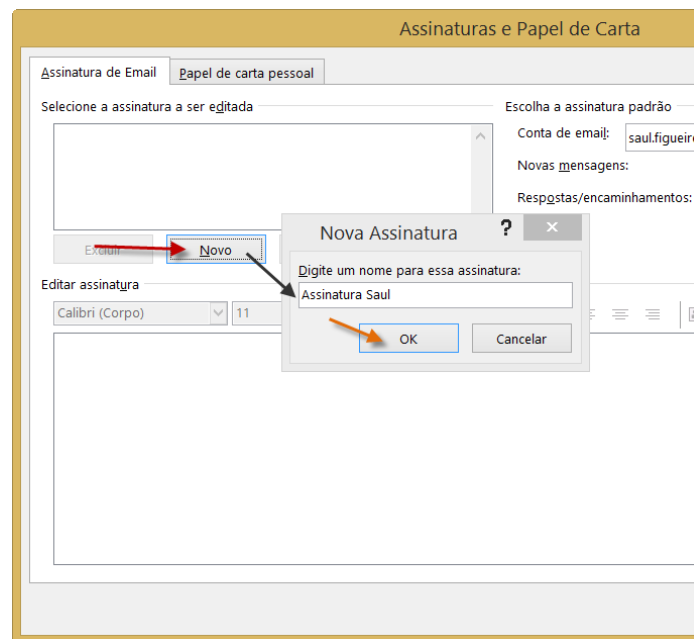 Assinaturas e Papel de Carta
Assinatura de Email
Papel de carta pessoal
Selecione a assinatura a ser editada
Escolha a assinatura padrão
Conta de email:
saul.figueir
Novas mensagens:
Respostas/encaminhamentos:
Excluir
Novo
Nova Assinatura
?
Digite um nome para essa assinatura:
Assinatura Saul
OK
Cancelar
Editar assinatura
Calibri (Corpo)
11